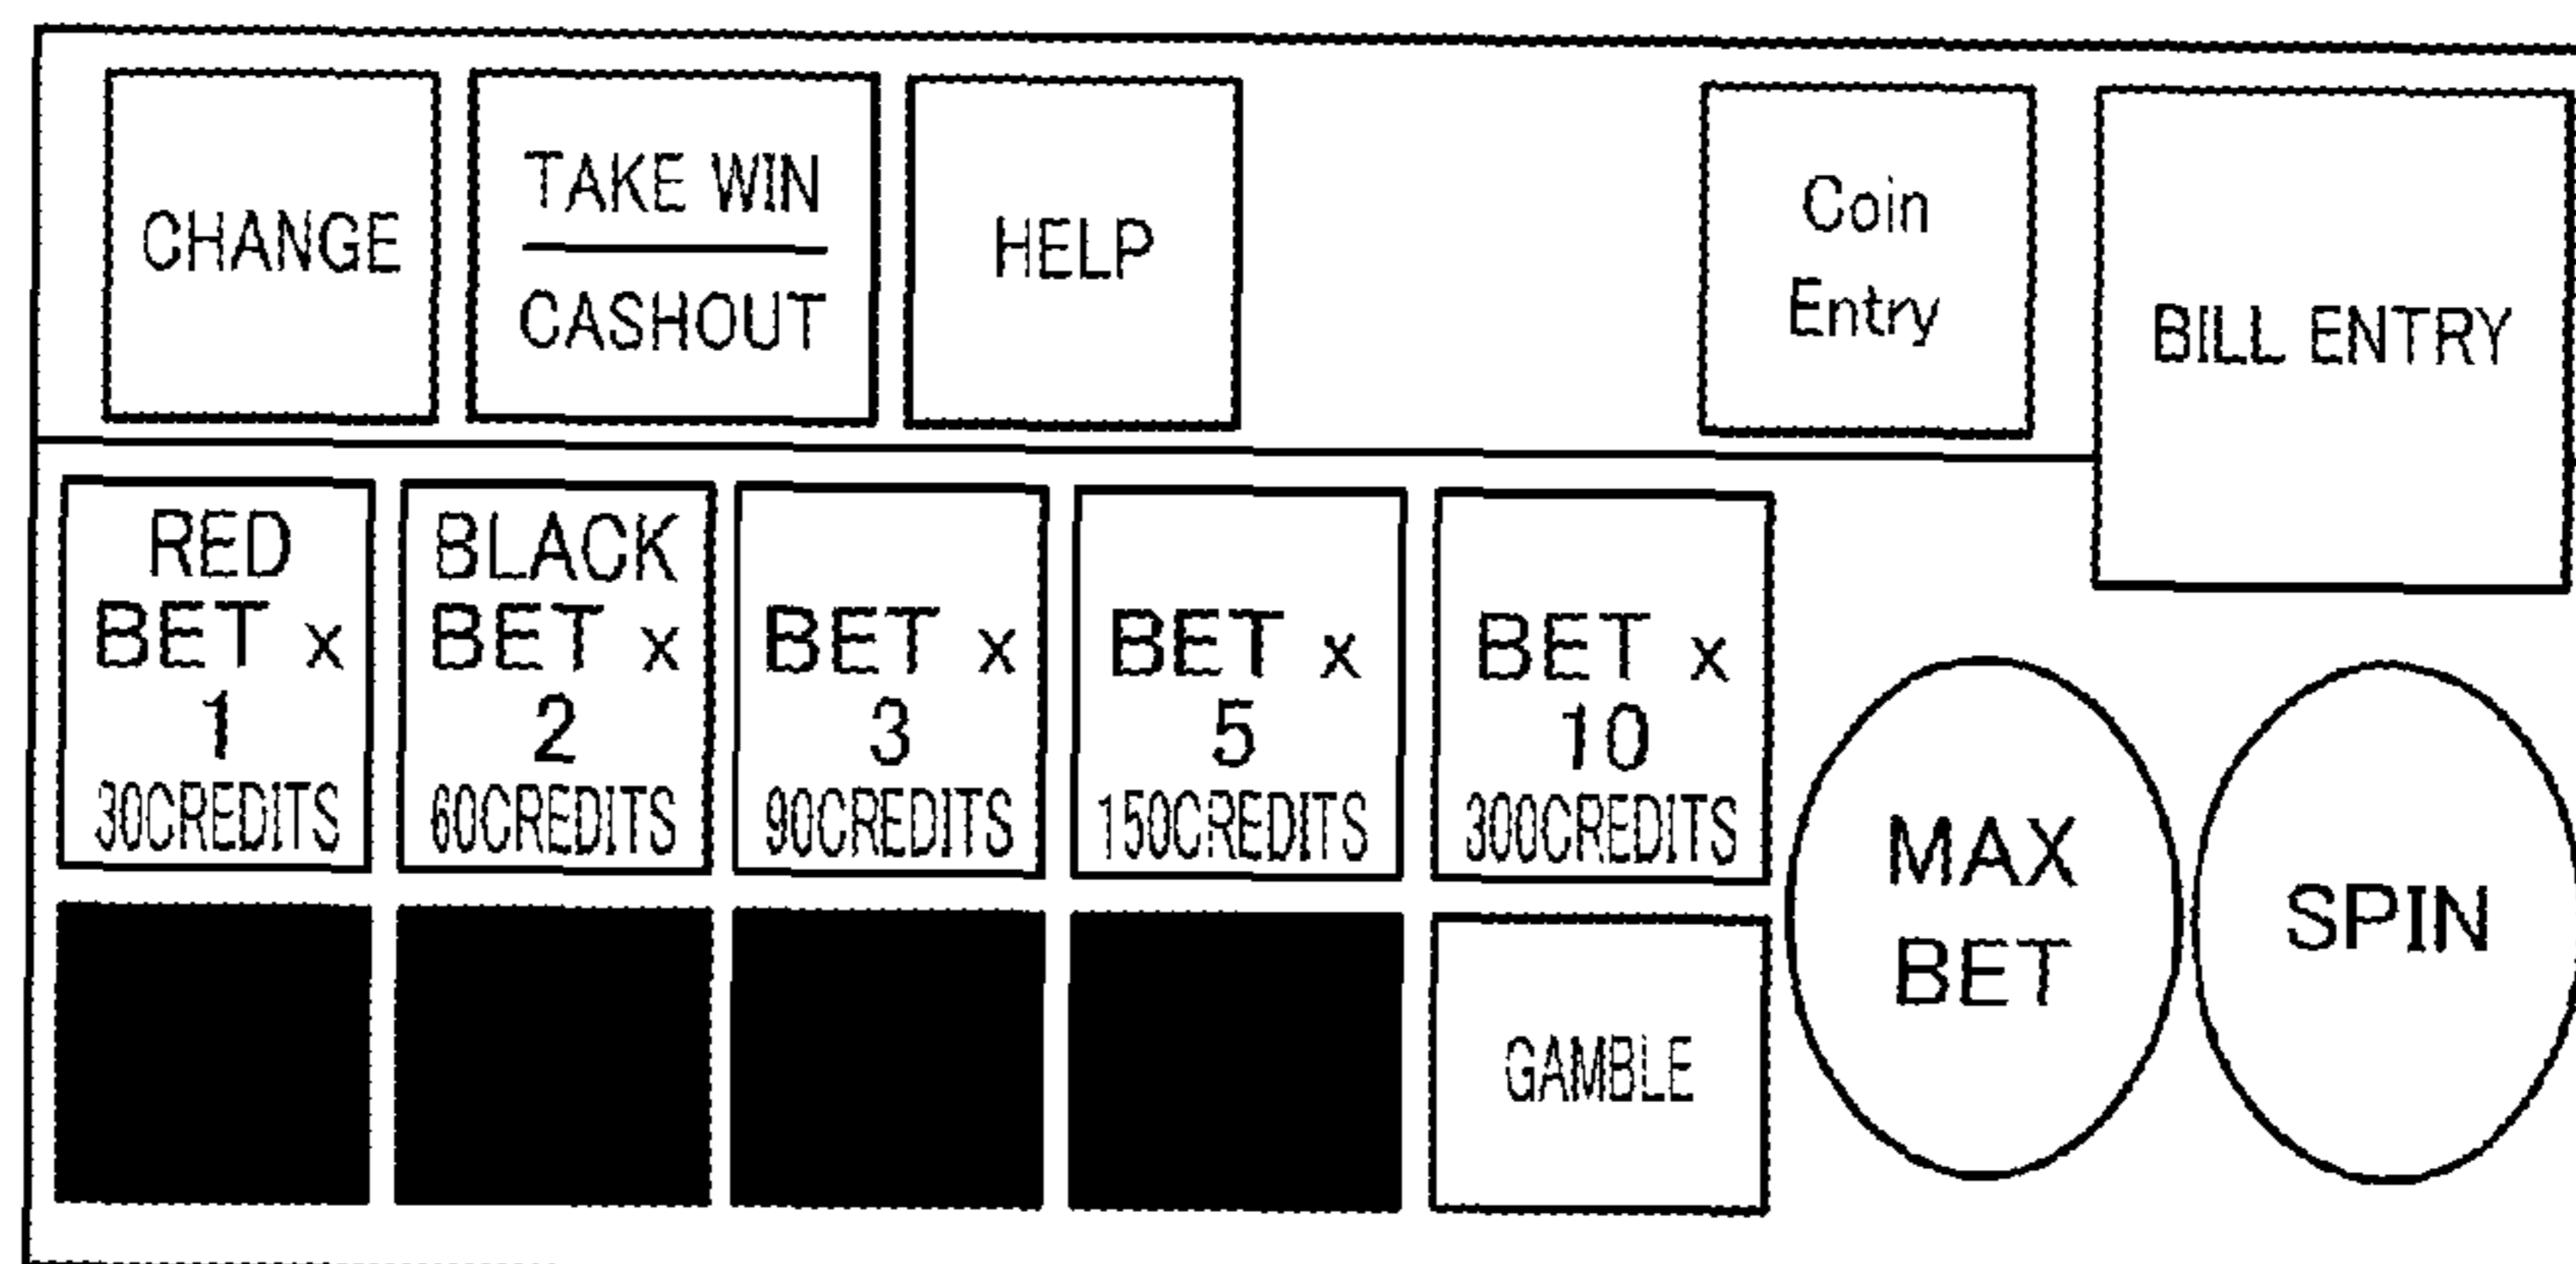 CHANGE
TAKE WIN
CASHOUT
HELP
Coin
Entry
BILL ENTRY
RED
BET x
1
30CREDITS
BLACK
BET x
2
60CREDITS
BET x
3
90CREDITS
BET x
5
150CREDITS
BET x
10
300CREDITS
MAX
BET
SPIN
GAMBLE